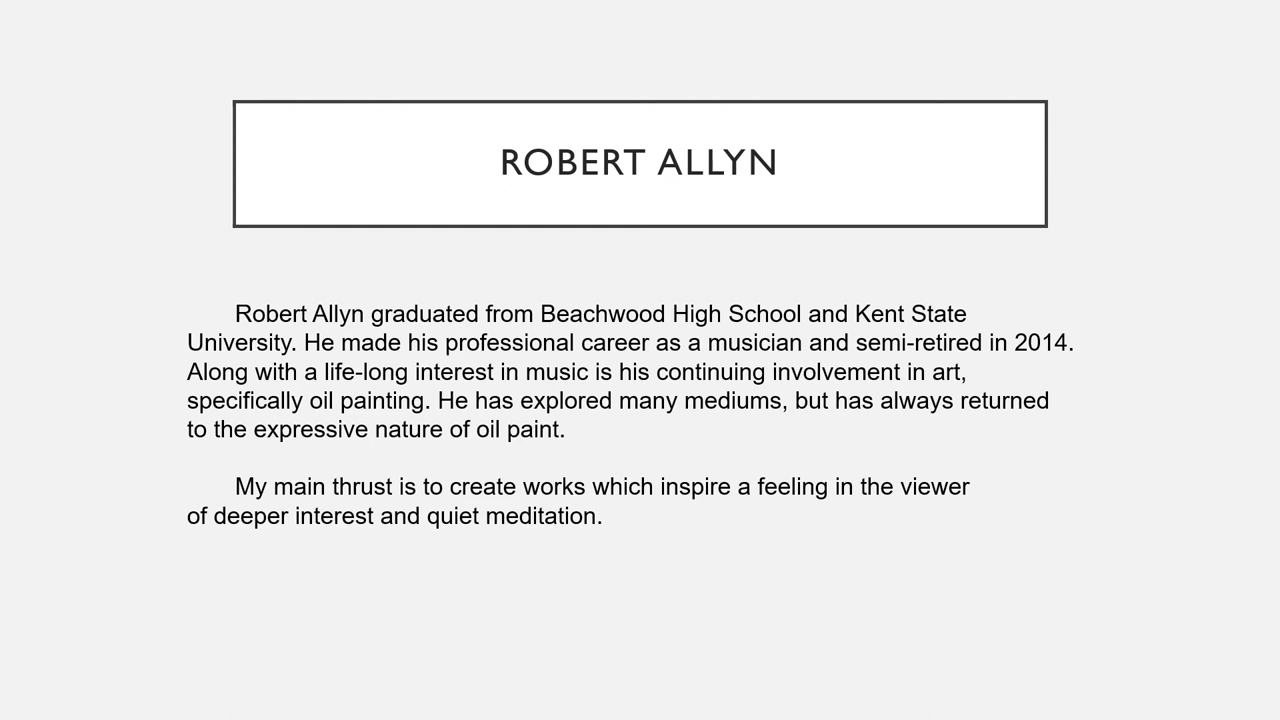 ROBERT ALLYN
Robert Allyn graduated from Beachwood High School and Kent State
University. He made his professional career as a musician and semi-retired in 2014.
Along with a life-long interest in music is his continuing involvement in art,
specifically oil painting. He has explored many mediums, but has always returned
to the expressive nature of oil paint.
My main thrust is to create works which inspire a feeling in the viewer
of deeper interest and quiet meditation.